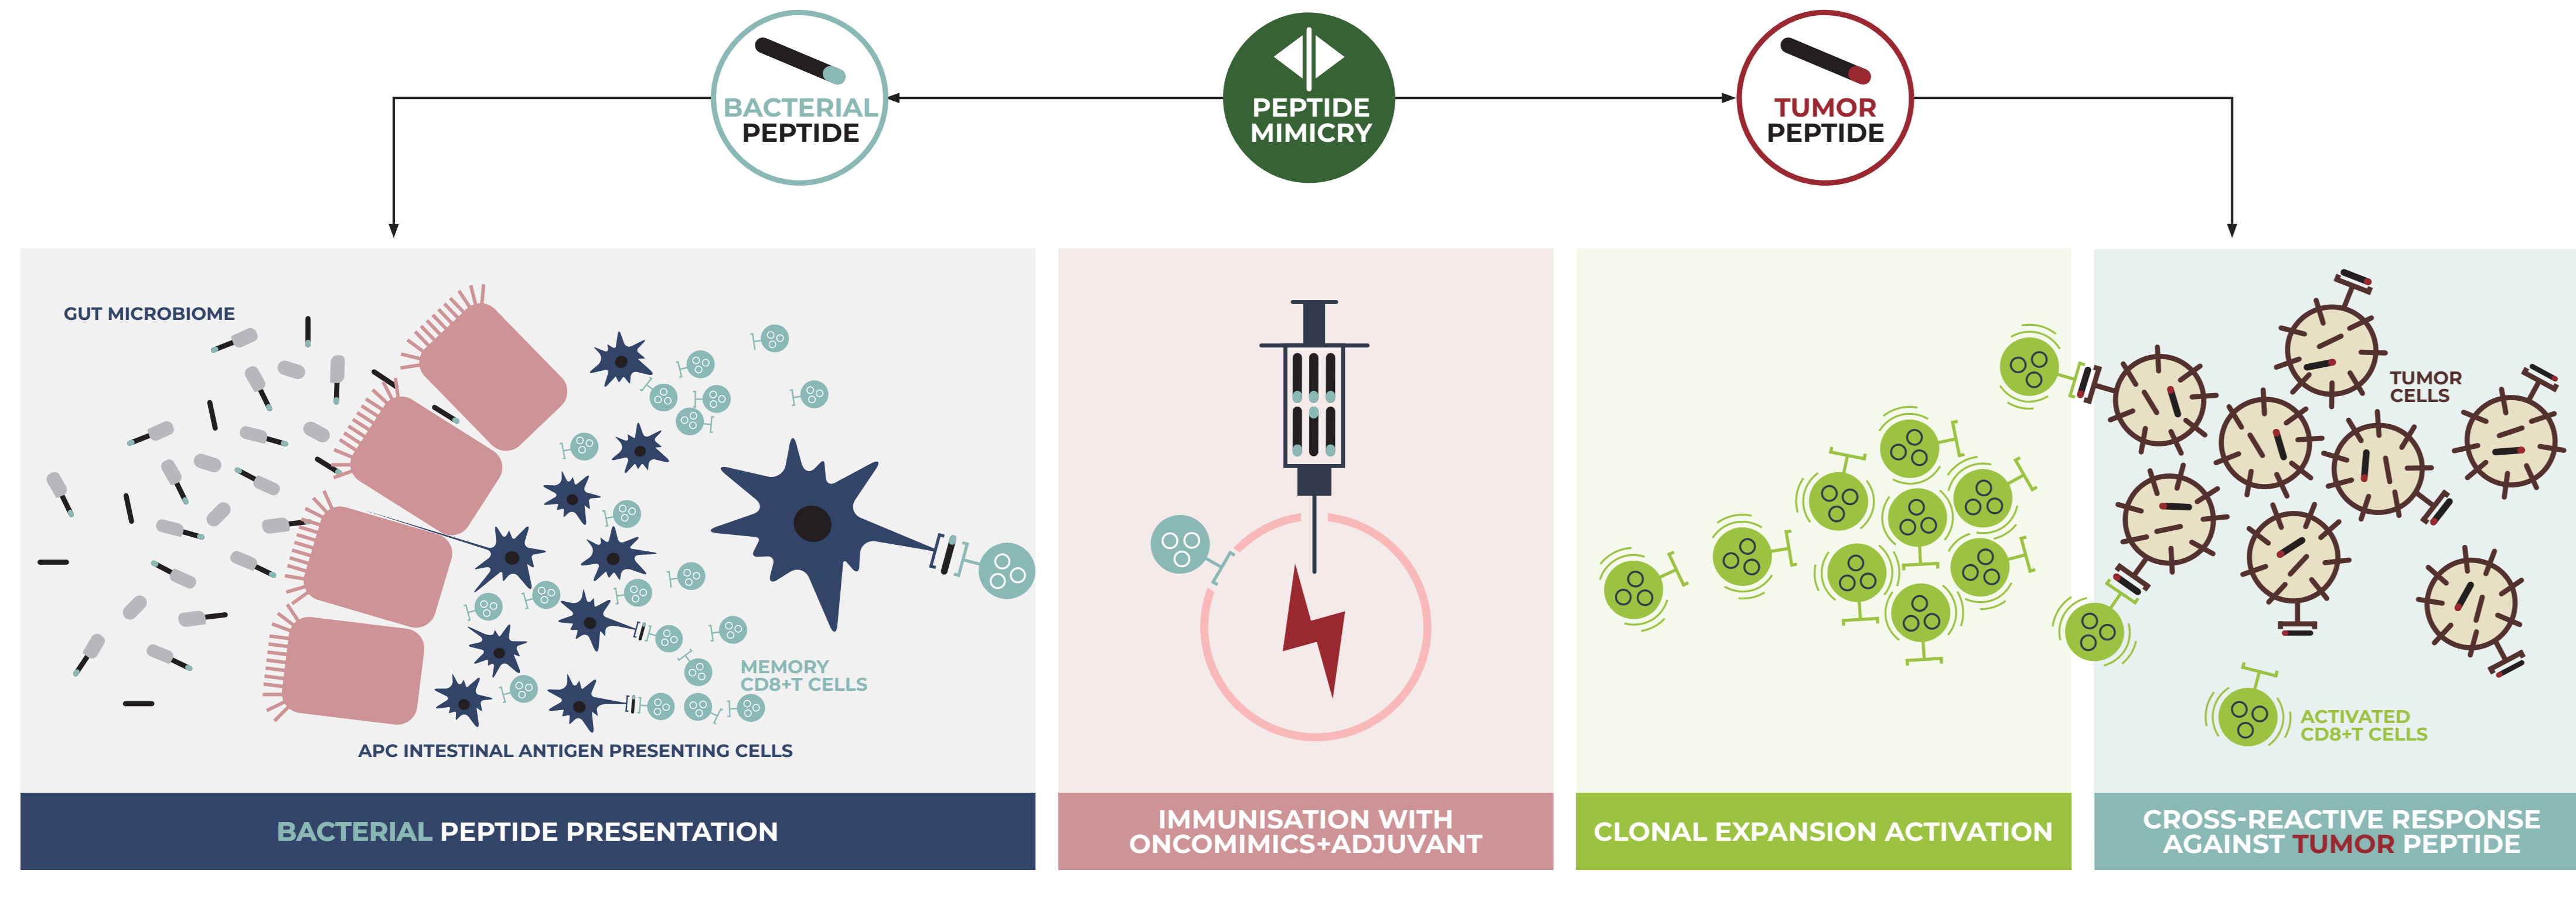 BACTERIAL
PEPTIDE
PEPTIDE
MIMICRY
TUMOR
PEPTIDE
GUT MICROBIOME
MEMORY
CD8+T CELLS
APC INTESTINAL ANTIGEN PRESENTING CELLS
BACTERIAL PEPTIDE PRESENTATION
IMMUNISATION WITH
ONCOMIMICS+ADJUVANT
CLONAL EXPANSION ACTIVATION
TUMOR
CELLS
ACTIVATED
CD8+T CELLS
CROSS-REACTIVE RESPONSE
AGAINST TUMOR PEPTIDE